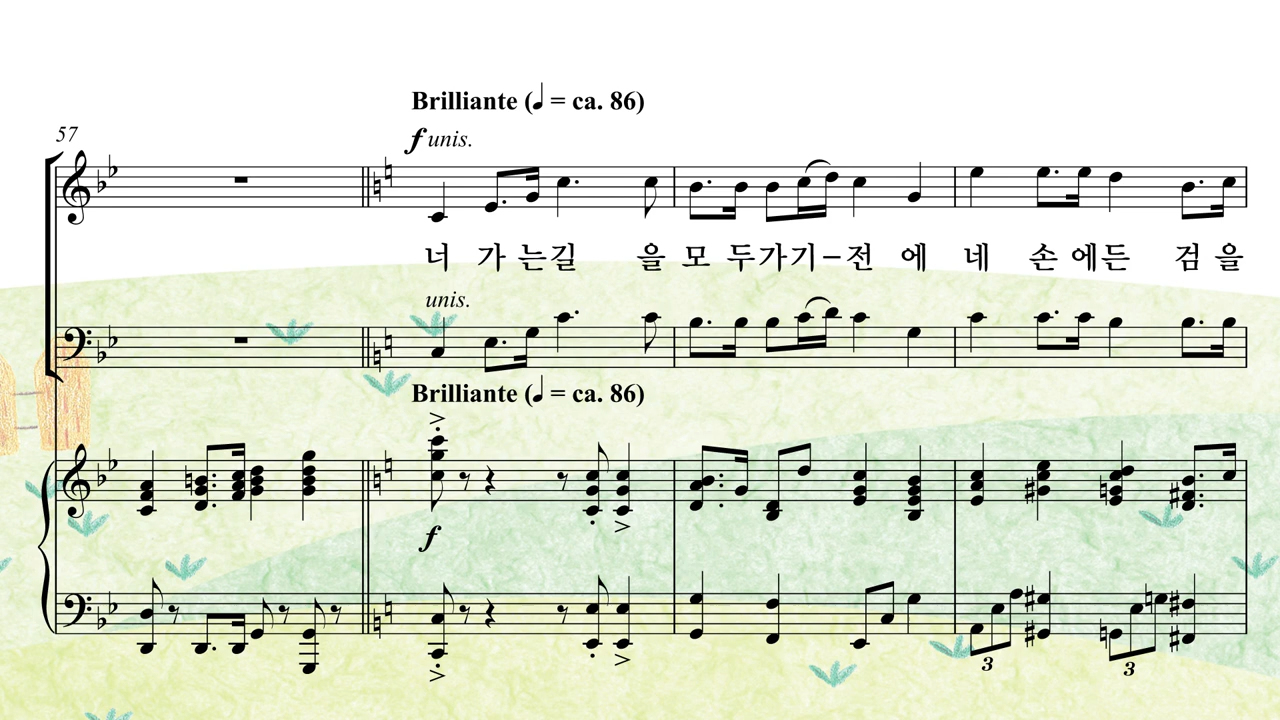 Brilliante (♩ = ca. 86)
57
f unis.
너 가 는길 을 모 두가기–전 에 네 손 에든 검 을
unis.
Brilliante (♩ = ca. 86)
f
3 3